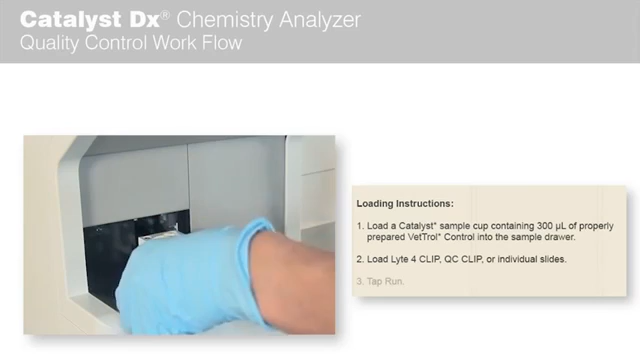 Catalyst Dx® Chemistry Analyzer
Quality Control Work Flow
Loading Instructions:
1. Load a Catalyst* sample cup containing 300 µL of properly
prepared VetTrol* Control into the sample drawer.
2. Load Lyte 4 CLIP, QC CLIP, or individual slides.
3. Tap Run.